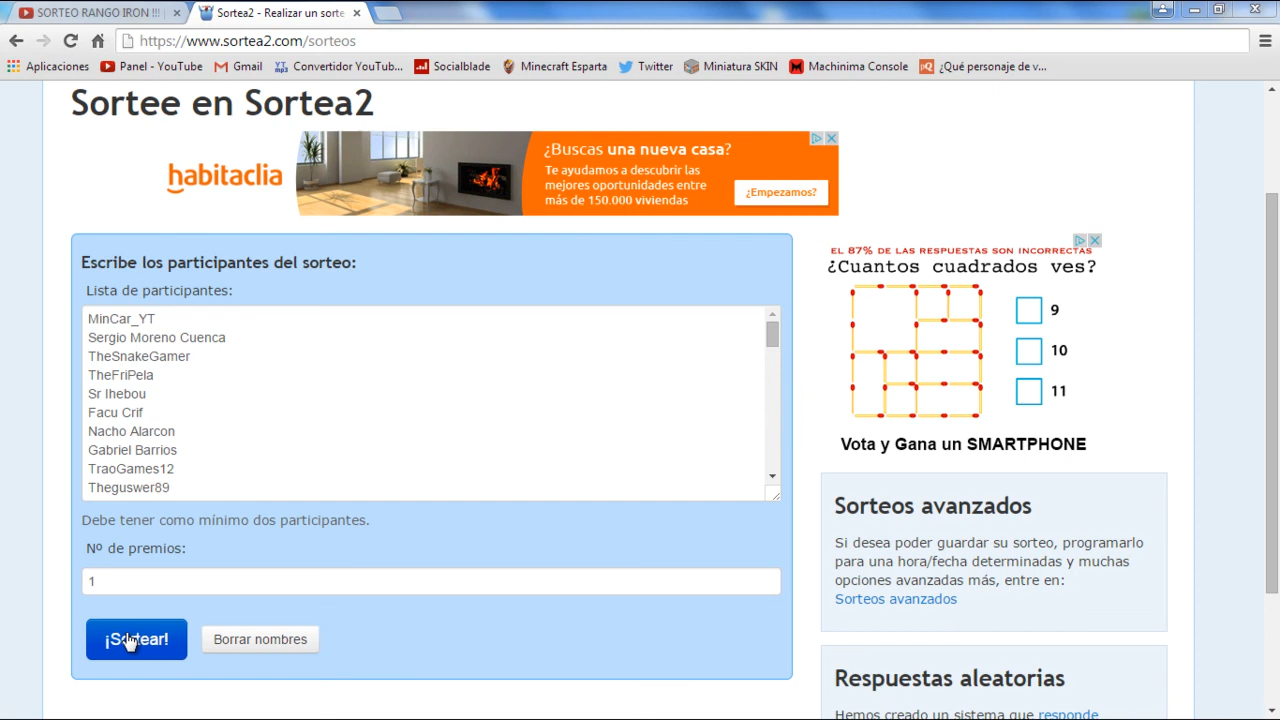 SORTEO RANGO IRON !!!
Sortea2 - Realizar un sorte
https://www.sortea2.com/sorteos
Aplicaciones
Panel - YouTube
Gmail
Convertidor YouTub...
Socialblade
Minecraft Esparta
Twitter
Miniatura SKIN
Machinima Console
¿Qué personaje de v...
Sortee en Sortea2
habitaclia
¿Buscas una nueva casa?
Te ayudamos a descubrir las
mejores oportunidades entre
más de 150.000 viviendas
¿Empezamos?
Escribe los participantes del sorteo:
Lista de participantes:
MinCar_YT
Sergio Moreno Cuenca
TheSnakeGamer
TheFriPela
Sr Ihebou
Facu Crif
Nacho Alarcon
Gabriel Barrios
TraoGames12
Theguswer89
Debe tener como mínimo dos participantes.
Nº de premios:
1
¡Sortear!
Borrar nombres
EL 87% DE LAS RESPUESTAS SON INCORRECTAS
¿Cuantos cuadrados ves?
9
10
11
Vota y Gana un SMARTPHONE
Sorteos avanzados
Si desea poder guardar su sorteo, programarlo
para una hora/fecha determinadas y muchas
opciones avanzadas más, entre en:
Sorteos avanzados
Respuestas aleatorias
Hemos creado un sistema que responde